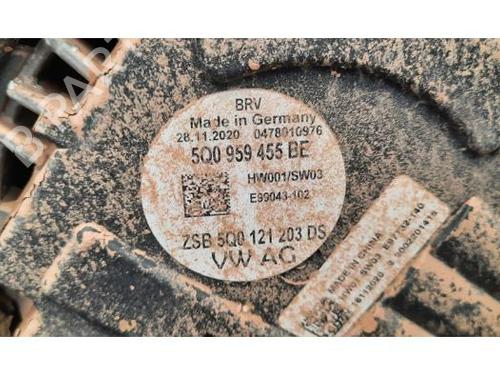 BRV
Made in Germany
28.11.2020 0478010976
5Q0 959 455 BE
HW001/SW03
E99043-102
ZSB 5Q0 121 203 DS
VW AG
MADE IN CHINA